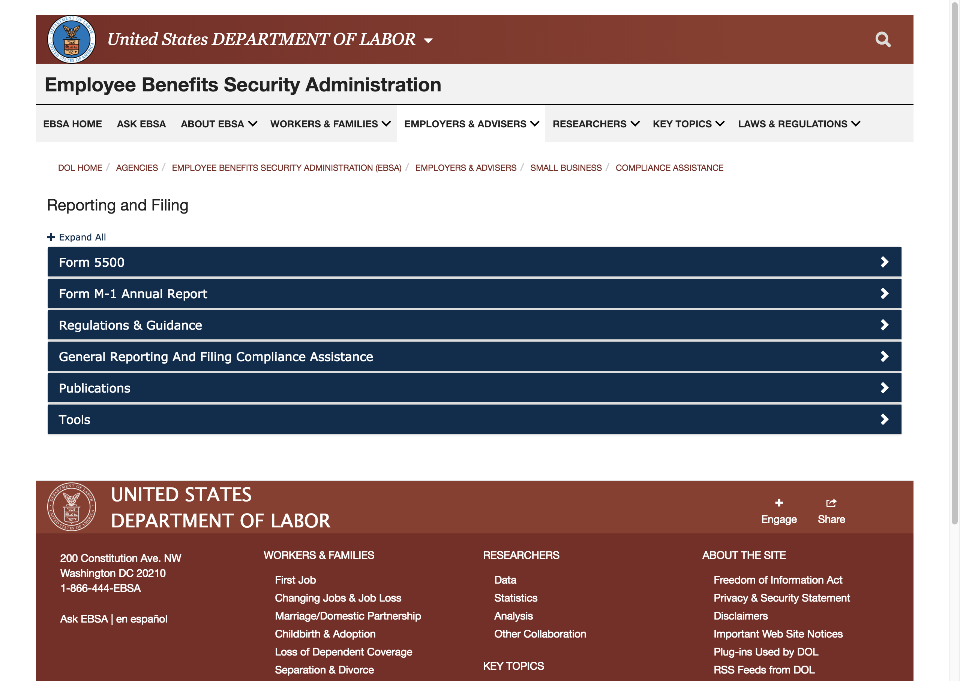 United States DEPARTMENT OF LABOR
Employee Benefits Security Administration
EBSA HOME ASK EBSA ABOUT EBSA WORKERS & FAMILIES EMPLOYERS & ADVISERS RESEARCHERS KEY TOPICS LAWS & REGULATIONS
DOL HOME / AGENCIES / EMPLOYEE BENEFITS SECURITY ADMINISTRATION (EBSA) / EMPLOYERS & ADVISERS / SMALL BUSINESS / COMPLIANCE ASSISTANCE
Reporting and Filing
+ Expand All
Form 5500
Form M-1 Annual Report
Regulations & Guidance
General Reporting And Filing Compliance Assistance
Publications
Tools
UNITED STATES
DEPARTMENT OF LABOR
Engage Share
200 Constitution Ave. NW
Washington DC 20210
1-866-444-EBSA
Ask EBSA | en español
WORKERS & FAMILIES
First Job
Changing Jobs & Job Loss
Marriage/Domestic Partnership
Childbirth & Adoption
Loss of Dependent Coverage
Separation & Divorce
RESEARCHERS
Data
Statistics
Analysis
Other Collaboration
KEY TOPICS
ABOUT THE SITE
Freedom of Information Act
Privacy & Security Statement
Disclaimers
Important Web Site Notices
Plug-ins Used by DOL
RSS Feeds from DOL